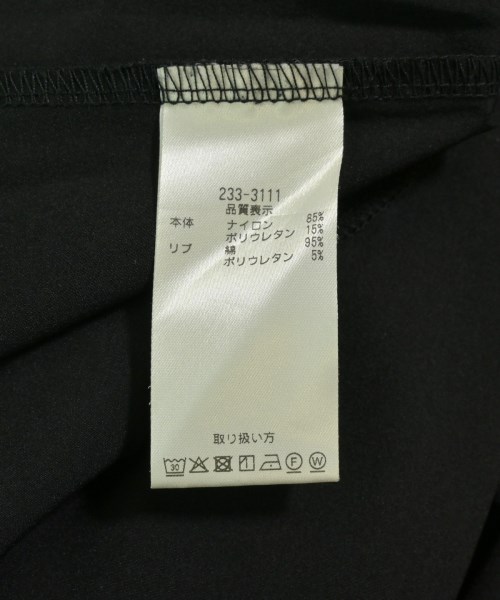 233-3111
品質表示
本体 ナイロン 85%
ポリウレタン 15%
リブ 綿 95%
ポリウレタン 5%
取り扱い方
30 F W